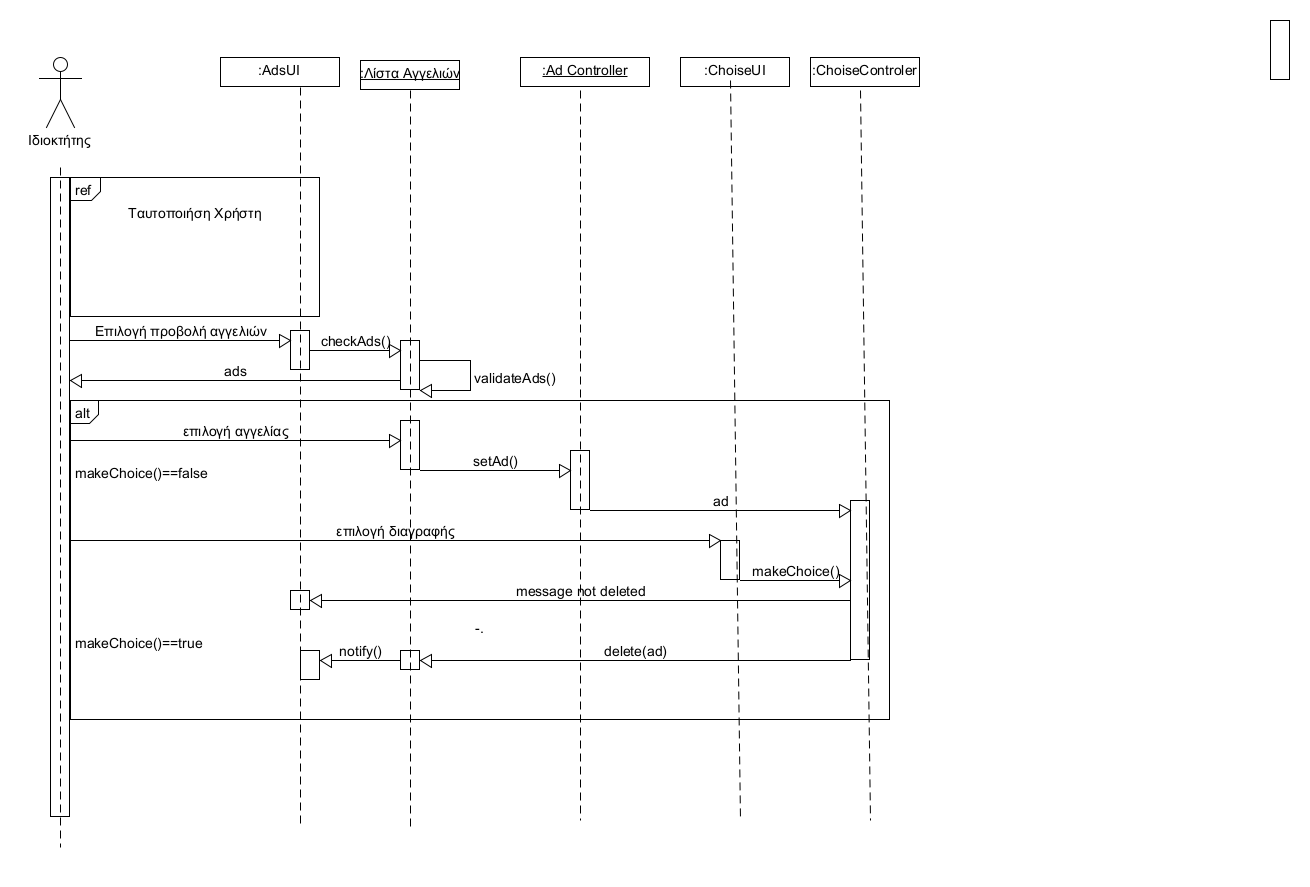 :AdsUI
:Λίστα Αγγελιών
:Ad Controller
:ChoiseUI
:ChoiseControler
Ιδιοκτήτης
ref
Ταυτοποιήση Χρήστη
Επιλογή προβολή αγγελιών
checkAds()
ads
validateAds()
alt
επιλογή αγγελίας
setAd()
makeChoice()==false
ad
επιλογή διαγραφής
makeChoice()
message not deleted
-.
makeChoice()==true
notify()
delete(ad)